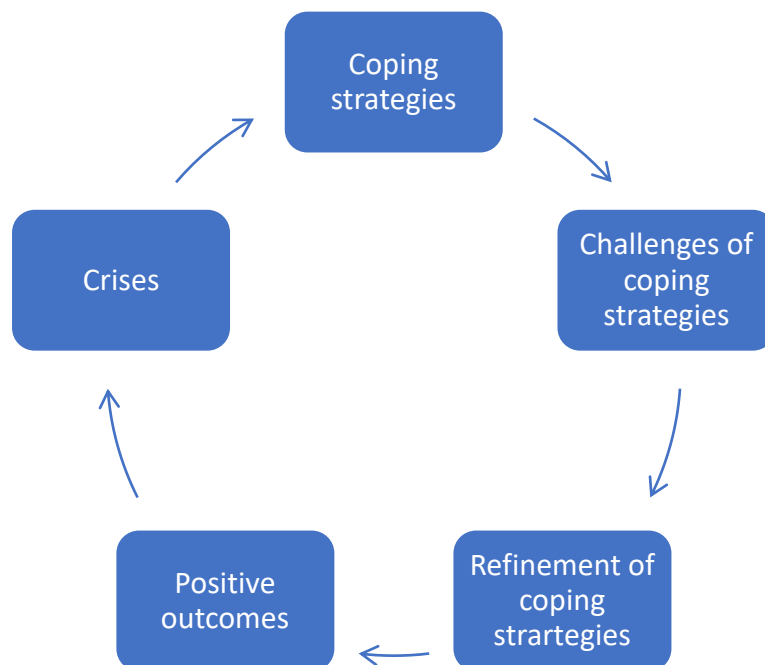 Coping
strategies
Challenges of
coping
strategies
Refinement of
coping
strartegies
Positive
outcomes
Crises